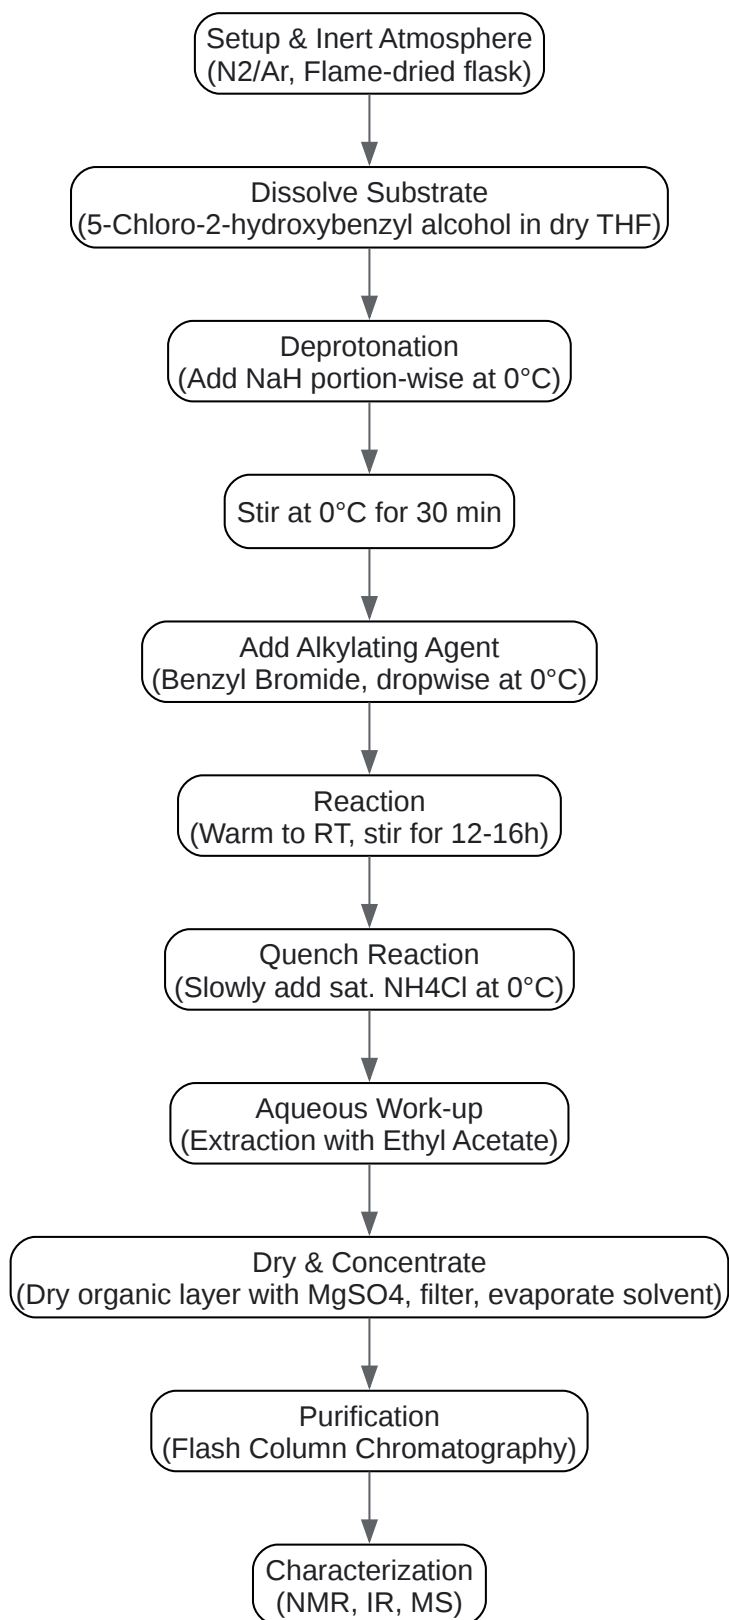 Setup & Inert Atmosphere
(N2/Ar, Flame-dried flask)
Dissolve Substrate
(5-Chloro-2-hydroxybenzyl alcohol in dry THF)
Deprotonation
(Add NaH portion-wise at 0°C)
Stir at 0°C for 30 min
Add Alkylating Agent
(Benzyl Bromide, dropwise at 0°C)
Reaction
(Warm to RT, stir for 12-16h)
Quench Reaction
(Slowly add sat. NH4Cl at 0°C)
Aqueous Work-up
(Extraction with Ethyl Acetate)
Dry & Concentrate
(Dry organic layer with MgSO4, filter, evaporate solvent)
Purification
(Flash Column Chromatography)
Characterization
(NMR, IR, MS)